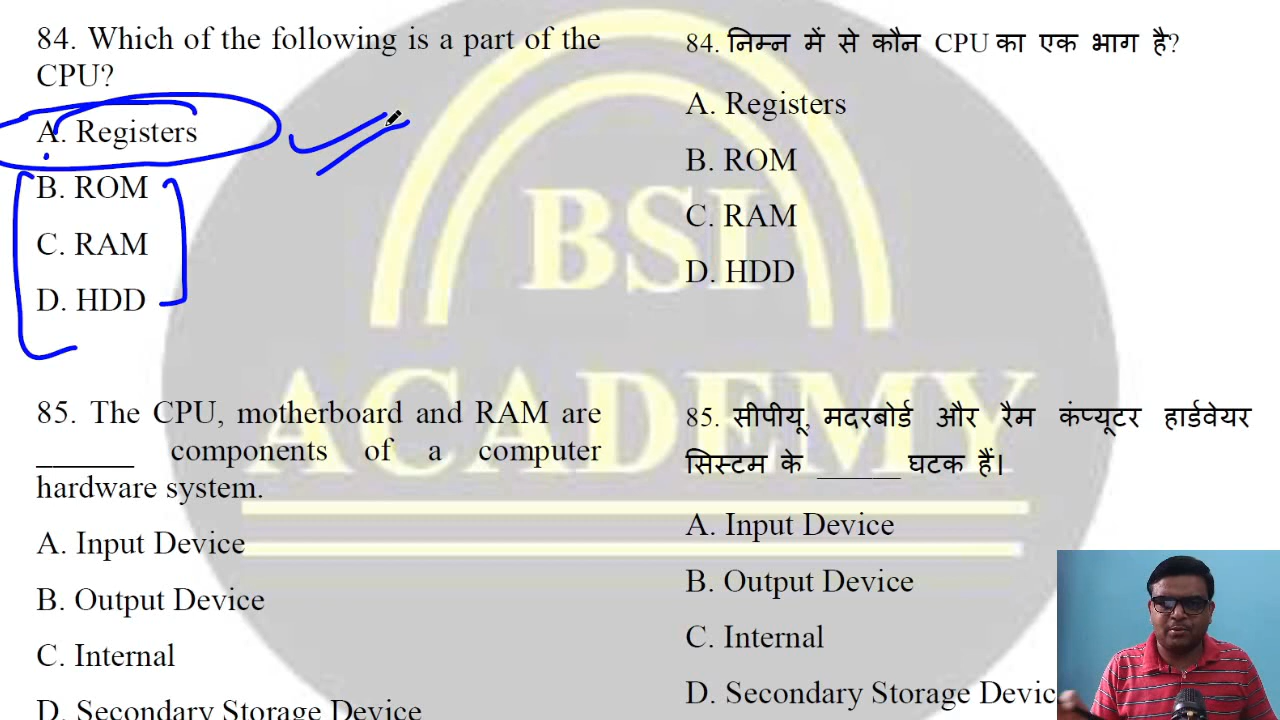 84. Which of the following is a part of the
CPU?
A. Registers
B. ROM
C. RAM
D. HDD
85. The CPU, motherboard and RAM are
______ components of a computer
hardware system.
A. Input Device
B. Output Device
C. Internal
D. Secondary Storage Device
84. निम्न में से कौन CPU का एक भाग है?
A. Registers
B. ROM
C. RAM
D. HDD
85. सीपीयू, मदरबोर्ड और रैम कंप्यूटर हार्डवेयर
सिस्टम के ______ घटक हैं।
A. Input Device
B. Output Device
C. Internal
D. Secondary Storage Devic
BSI
ACADEMY